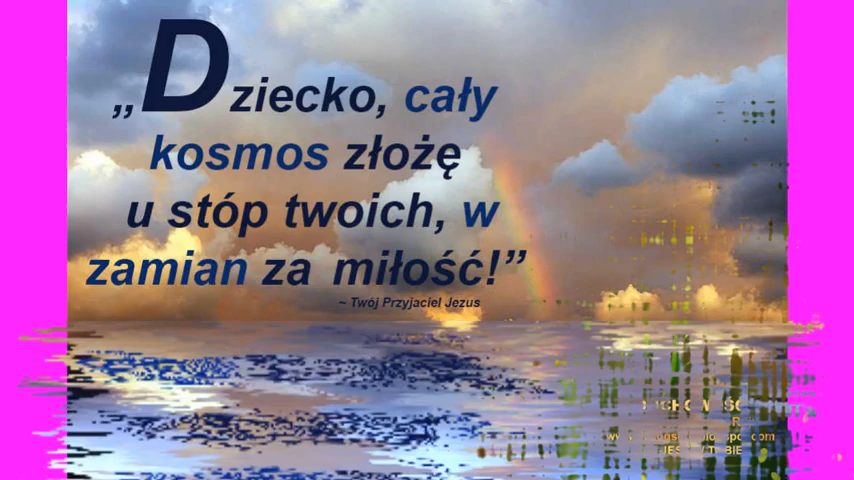 „Dziecko, cały
kosmos złożę
u stóp twoich, w
zamian za miłość!”
~ Twój Przyjaciel Jezus